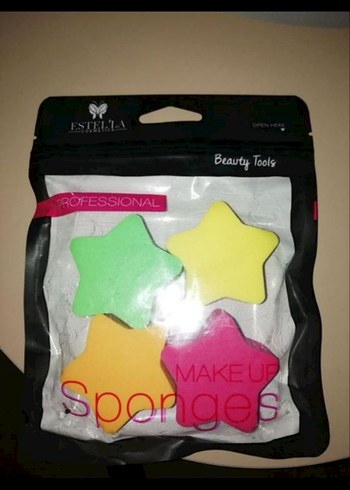 ESTELLA
OPEN HERE
Beauty Tools
PROFESSIONAL
MAKE UP
Sponges